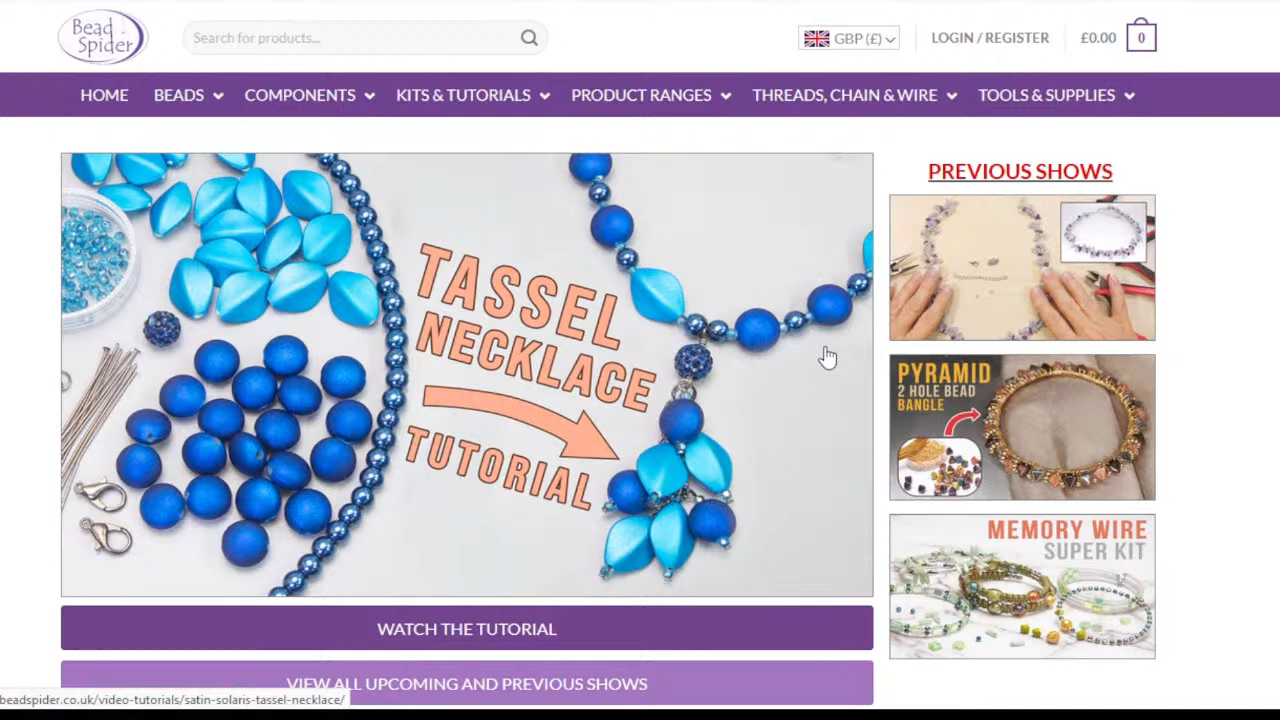 Bead
Spider
Search for products...
GBP (£)
LOGIN / REGISTER
£0.00
0
HOME
BEADS
COMPONENTS
KITS & TUTORIALS
PRODUCT RANGES
THREADS, CHAIN & WIRE
TOOLS & SUPPLIES
TASSEL
NECKLACE
TUTORIAL
PREVIOUS SHOWS
PYRAMID
2 HOLE BEAD
BANGLE
MEMORY WIRE
SUPER KIT
WATCH THE TUTORIAL
VIEW ALL UPCOMING AND PREVIOUS SHOWS
beadspider.co.uk/video-tutorials/satin-solaris-tassel-necklace/